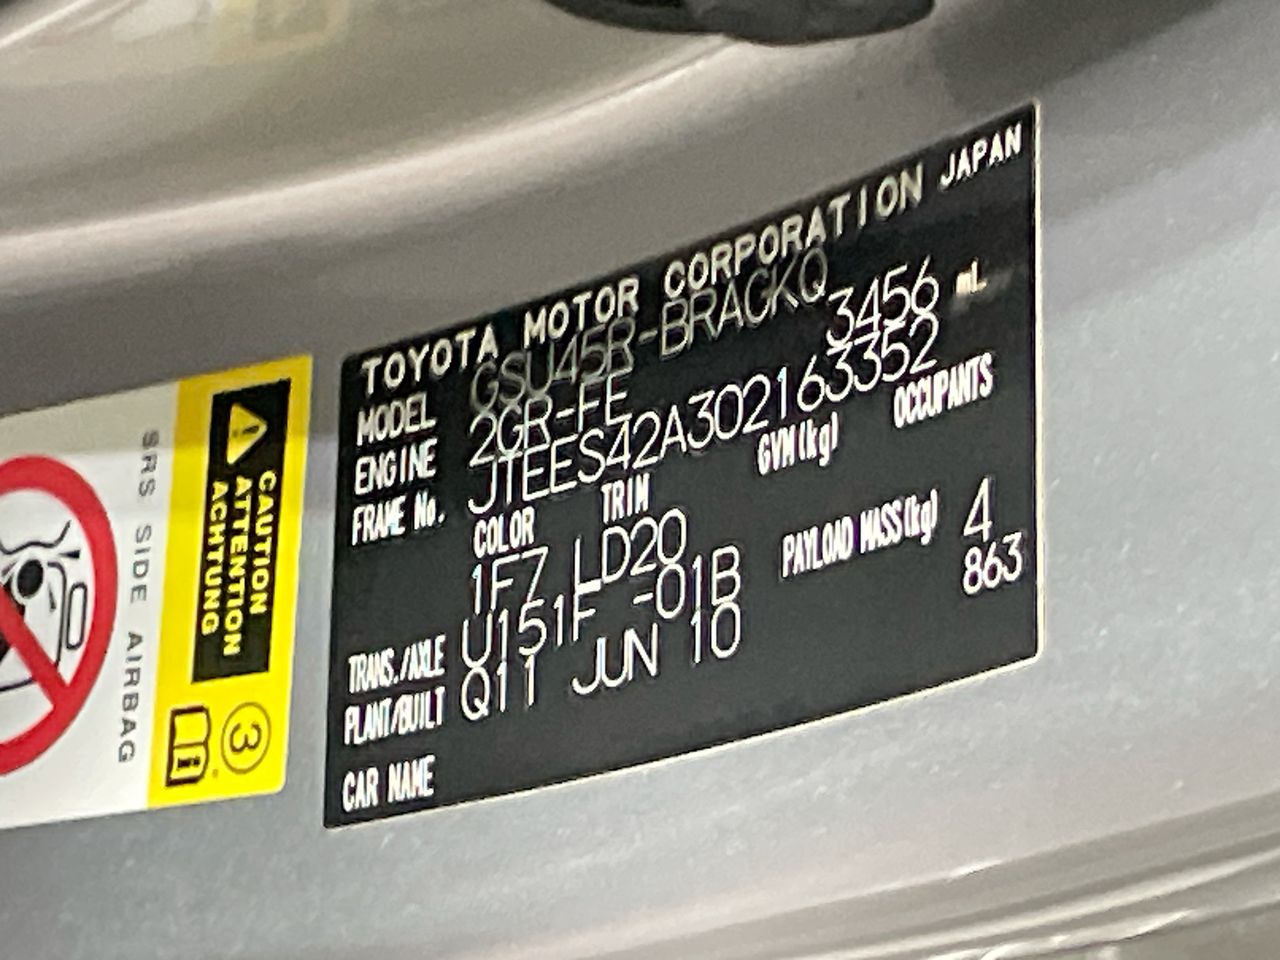 TOYOTA MOTOR CORPORATION JAPAN
MODEL GSU45R-BRAGKQ
ENGINE 2GR-FE 3456 mL
FRAME No. JTEES42A302163352
COLOR TRIM GVM(kg) OCCUPANTS
1F7 LD20 4
TRANS./AXLE U151F -01B PAYLOAD MASS(kg) 863
PLANT/BUILT Q11 JUN 10
CAR NAME
SRS SIDE AIRBAG
CAUTION
ATTENTION
ACHTUNG
3